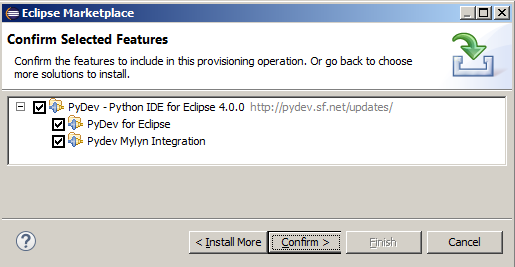 Eclipse Marketplace
Confirm Selected Features
Confirm the features to include in this provisioning operation. Or go back to choose
more solutions to install.
PyDev - Python IDE for Eclipse 4.0.0 http://pydev.sf.net/updates/
PyDev for Eclipse
Pydev Mylyn Integration
? < Install More Confirm > Finish Cancel